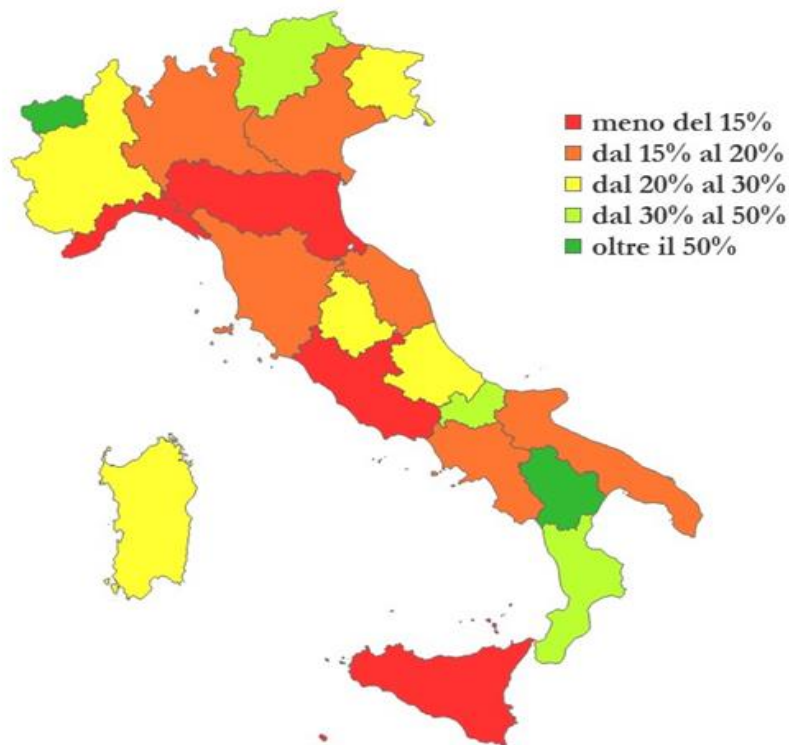 meno del 15%
dal 15% al 20%
dal 20% al 30%
dal 30% al 50%
oltre il 50%